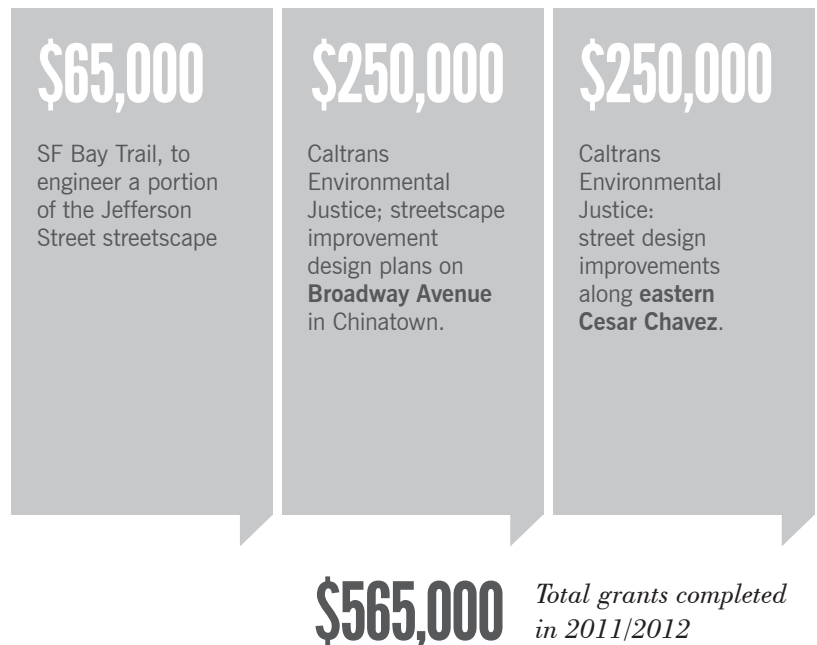 $65,000
SF Bay Trail, to
engineer a portion
of the Jefferson
Street streetscape
$250,000
Caltrans
Environmental
Justice; streetscape
improvement
design plans on
Broadway Avenue
in Chinatown.
$250,000
Caltrans
Environmental
Justice:
street design
improvements
along eastern
Cesar Chavez.
$565,000
Total grants completed
in 2011/2012